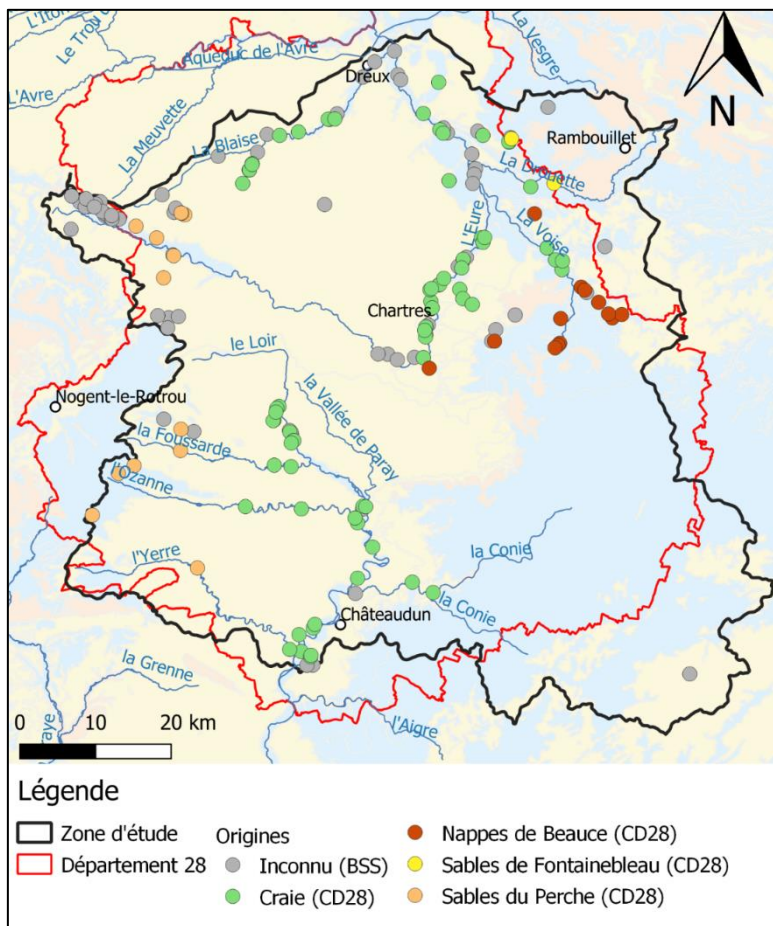 L'Iton
Le Trou
La Vesgre
Aqueduc de l'Avre
Dreux
L'Avre
La Meuvette
N
La Blaise
Rambouillet
La Drouette
L'Eure
La Voise
Chartres
le Loir
Nogent-le-Rotrou
la Vallée de Paray
la Foussarde
l'Ozanne
la Conie
l'Yerre
la Conie
Châteaudun
la Grenne
0 10 20 km
l'Aigre
raye
Légende
Zone d'étude
Département 28
Origines
Inconnu (BSS)
Craie (CD28)
Nappes de Beauce (CD28)
Sables de Fontainebleau (CD28)
Sables du Perche (CD28)